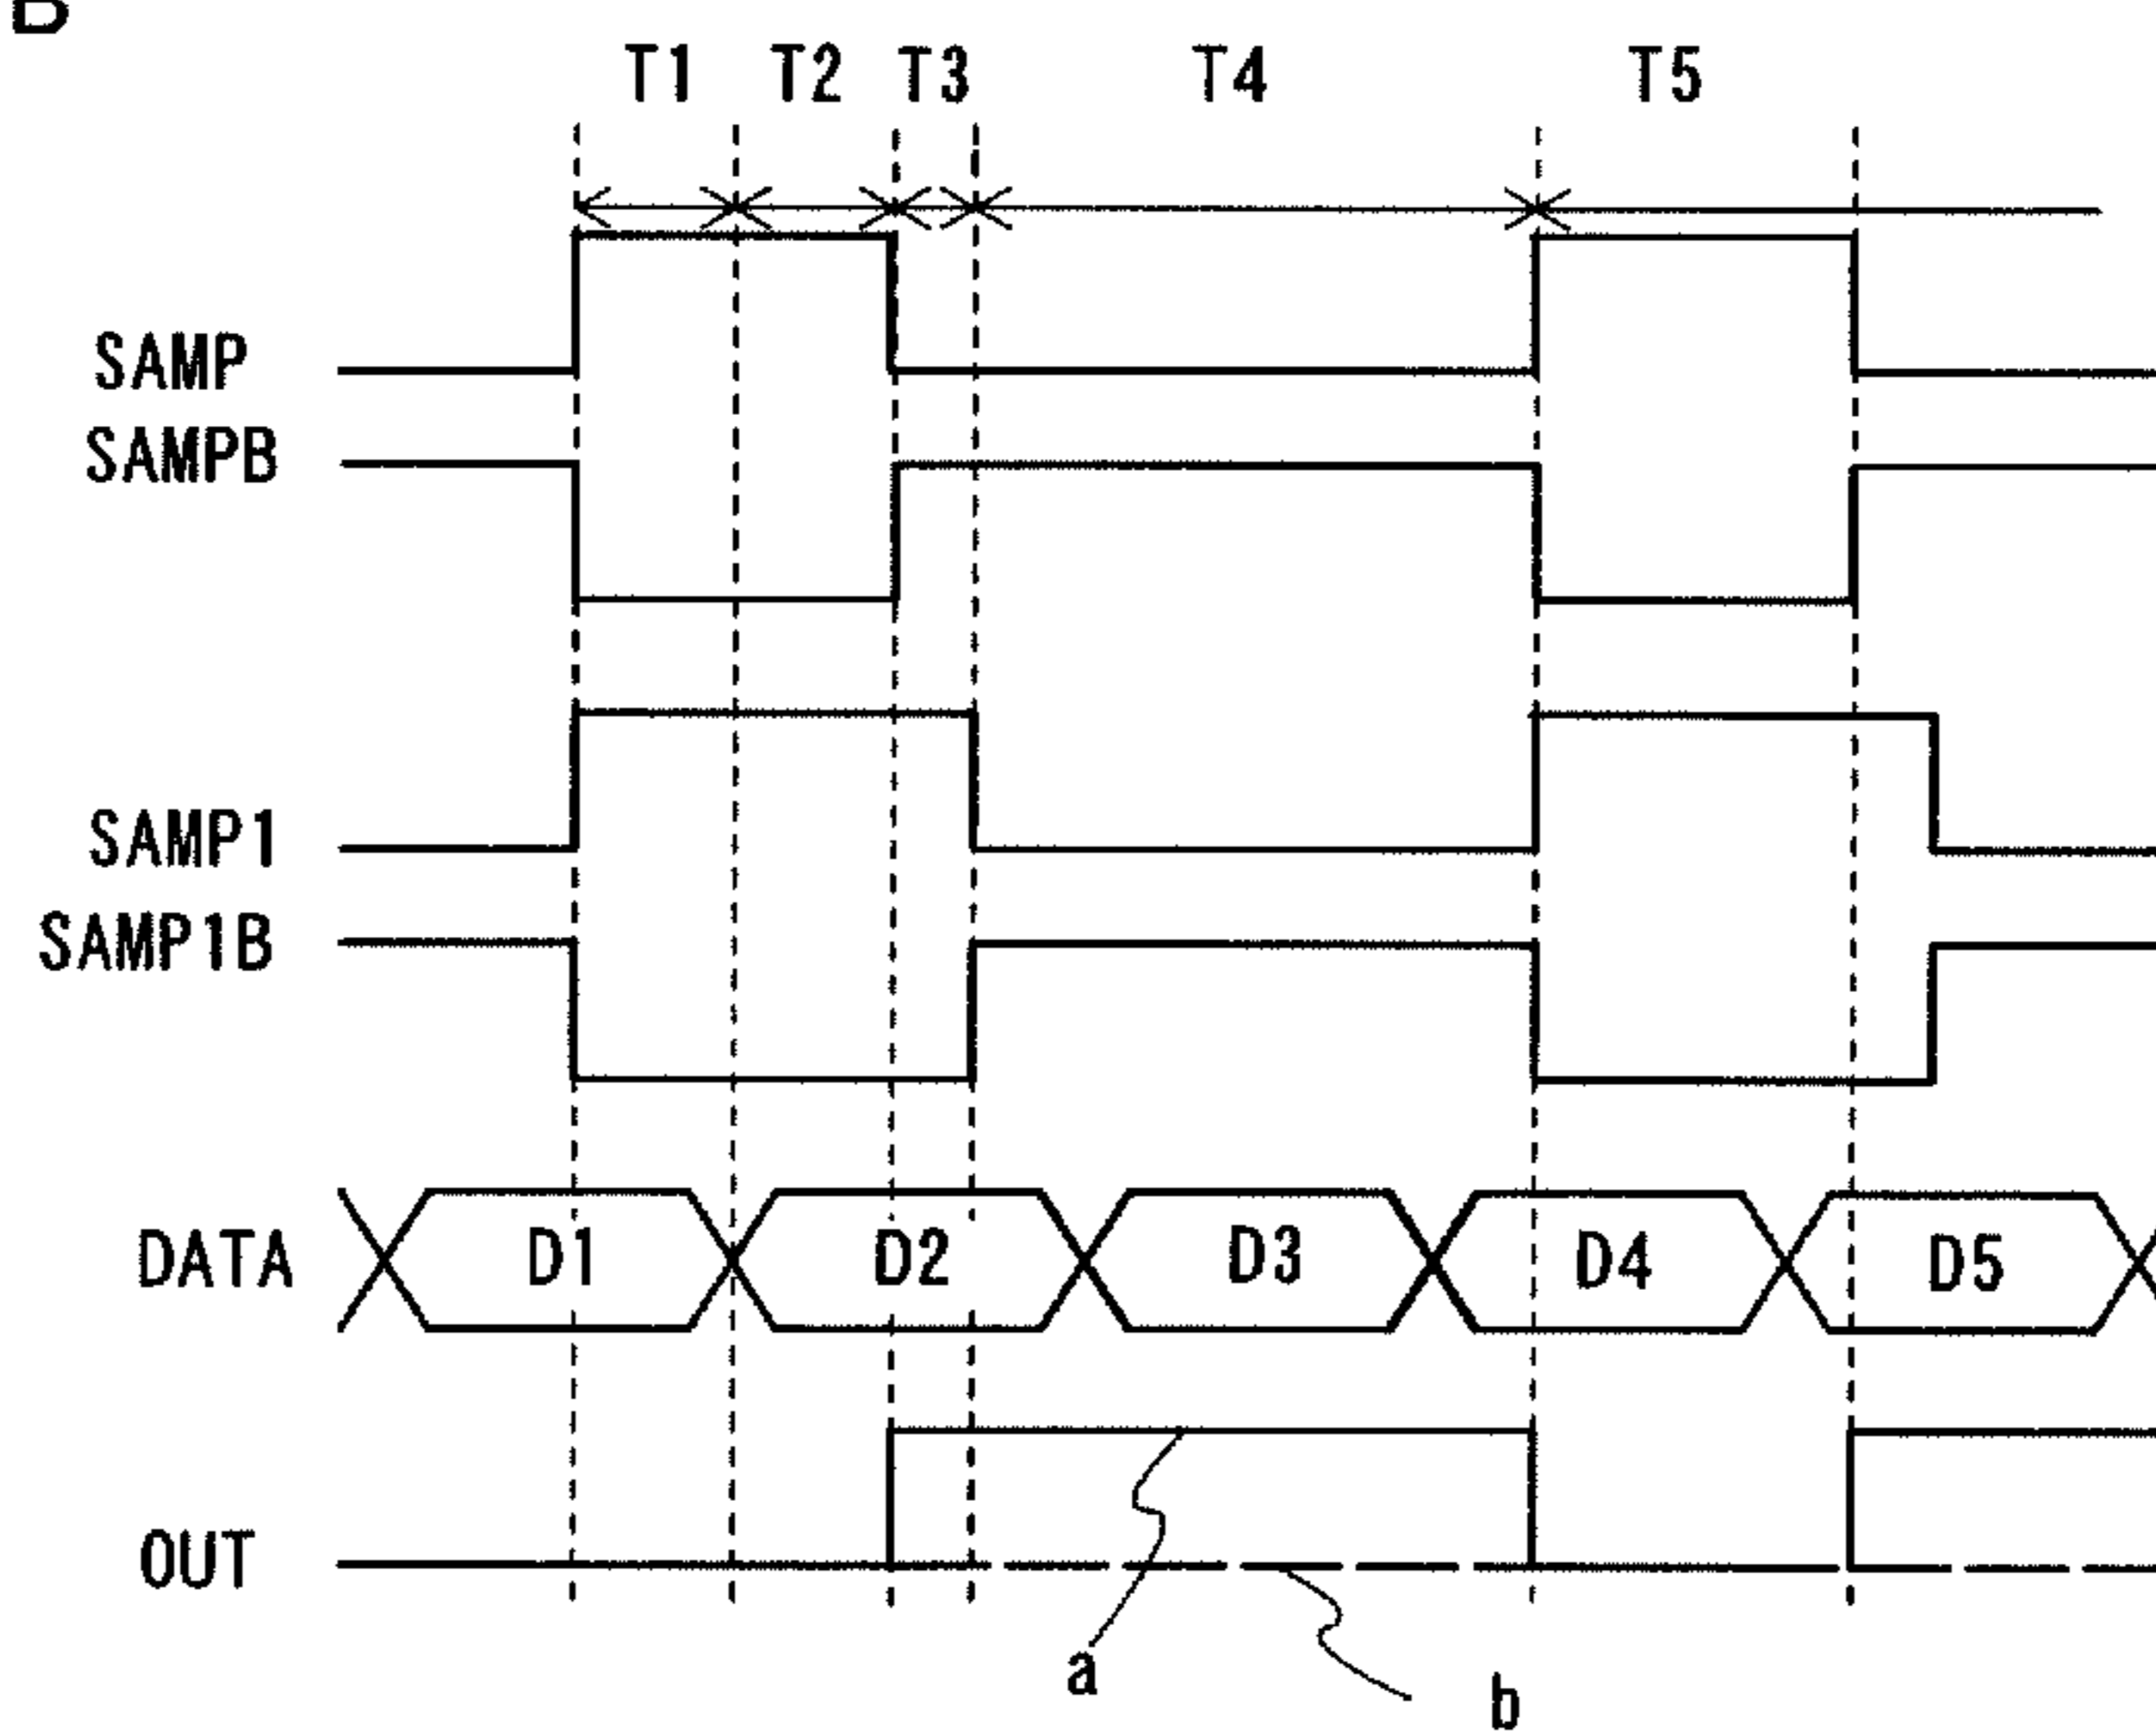 T1 T2 T3 T4 T5
SAMP
SAMPB
SAMP1
SAMP1B
DATA D1 D2 D3 D4 D5
OUT
a
b